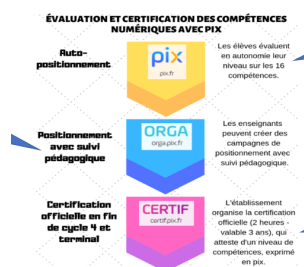 ÉVALUATION ET CERTIFICATION DES COMPÉTENCES
NUMÉRIQUES AVEC PIX
Auto-
positionnement
pix
pix.fr
Les élèves évaluent
en autonomie leur
niveau sur les 16
compétences.
Positionnement
avec suivi
pédagogique
ORGA
orga.pix.fr
Les enseignants
peuvent créer des
campagnes de
positionnement avec
suivi pédagogique.
Certification
officielle en fin
de cycle 4 et
terminal
CERTIF
certif.pix.fr
L'établissement
organise la certification
officielle (2 heures -
valable 3 ans), qui
atteste d'un niveau de
compétences, exprimé
en pix.